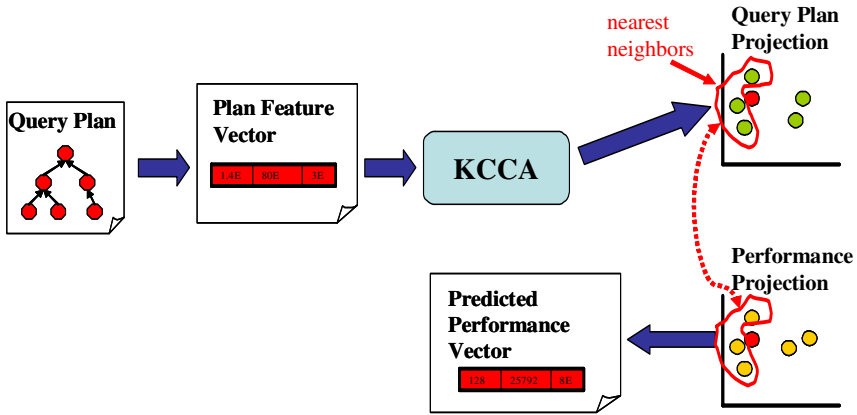 Query Plan
Plan Feature
Vector
1.4E 80E 3E
KCCA
nearest
neighbors
Query Plan
Projection
Performance
Projection
Predicted
Performance
Vector
128 25792 8E